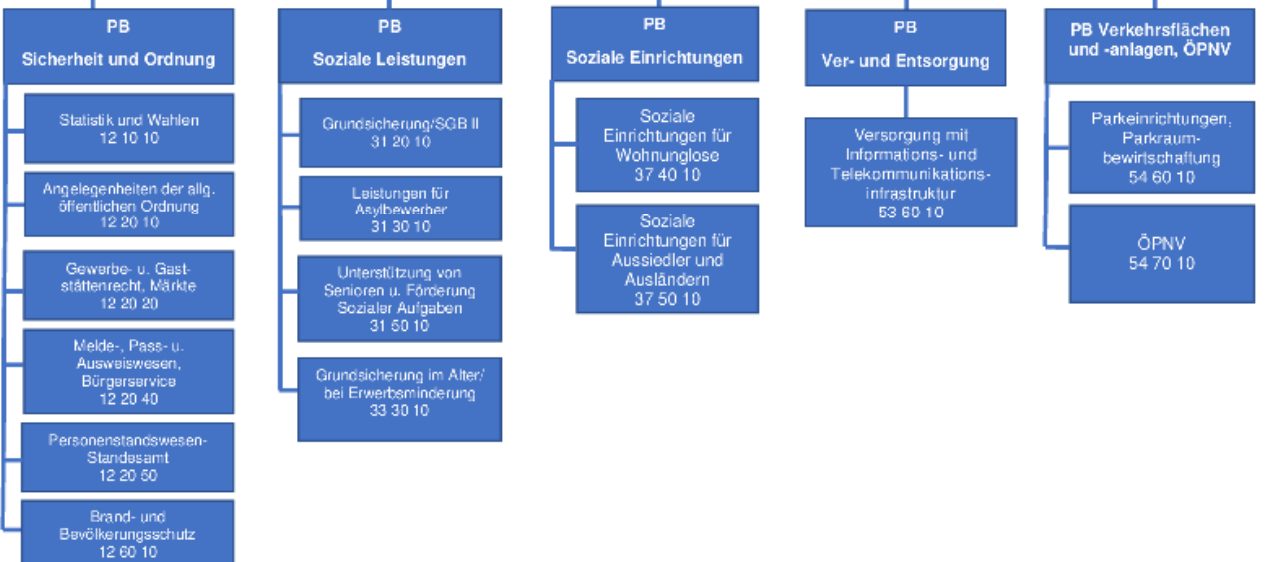 PB
Sicherheit und Ordnung
Statistik und Wahlen
12 10 10
Angelegenheiten der allg.
öffentlichen Ordnung
12 20 10
Gewerbe- u. Gast-
stättenrecht, Märkte
12 20 20
Melde-, Pass- u.
Ausweiswesen,
Bürgerservice
12 20 40
Personenstandswesen-
Standesamt
12 20 50
Brand- und
Bevölkerungsschutz
12 60 10
PB
Soziale Leistungen
Grundsicherung/SGB II
31 20 10
Leistungen für
Asylbewerber
31 30 10
Unterstützung von
Senioren u. Förderung
Sozialer Aufgaben
31 50 10
Grundsicherung im Alter/
bei Erwerbsminderung
33 30 10
PB
Soziale Einrichtungen
Soziale
Einrichtungen für
Wohnunglose
37 40 10
Soziale
Einrichtungen für
Aussiedler und
Ausländern
37 50 10
PB
Ver- und Entsorgung
Versorgung mit
Informations- und
Telekommunikations-
infrastruktur
53 60 10
PB Verkehrsflächen
und -anlagen, ÖPNV
Parkeinrichtungen,
Parkraum-
bewirtschaftung
54 60 10
ÖPNV
54 70 10